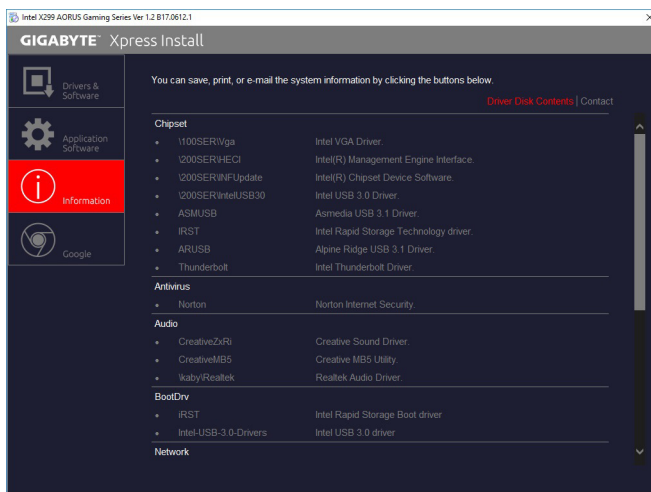 Intel X299 AORUS Gaming Series Ver 1.2 B17.0612.1
GIGABYTE™ Xpress Install
Drivers &
Software
Application
Software
Information
Google
You can save, print, or e-mail the system information by clicking the buttons below.
Driver Disk Contents | Contact
Chipset
• \100SER\Vga Intel VGA Driver.
• \200SER\HECI Intel(R) Management Engine Interface.
• \200SER\INFUpdate Intel(R) Chipset Device Software.
• \200SER\IntelUSB30 Intel USB 3.0 Driver.
• ASMUSB Asmedia USB 3.1 Driver.
• IRST Intel Rapid Storage Technology driver.
• ARUSB Alpine Ridge USB 3.1 Driver.
• Thunderbolt Intel Thunderbolt Driver.
Antivirus
• Norton Norton Internet Security.
Audio
• CreativeZxRi Creative Sound Driver.
• CreativeMB5 Creative MB5 Utility.
• \kaby\Realtek Realtek Audio Driver.
BootDrv
• iRST Intel Rapid Storage Boot driver
• Intel-USB-3.0-Drivers Intel USB 3.0 driver
Network